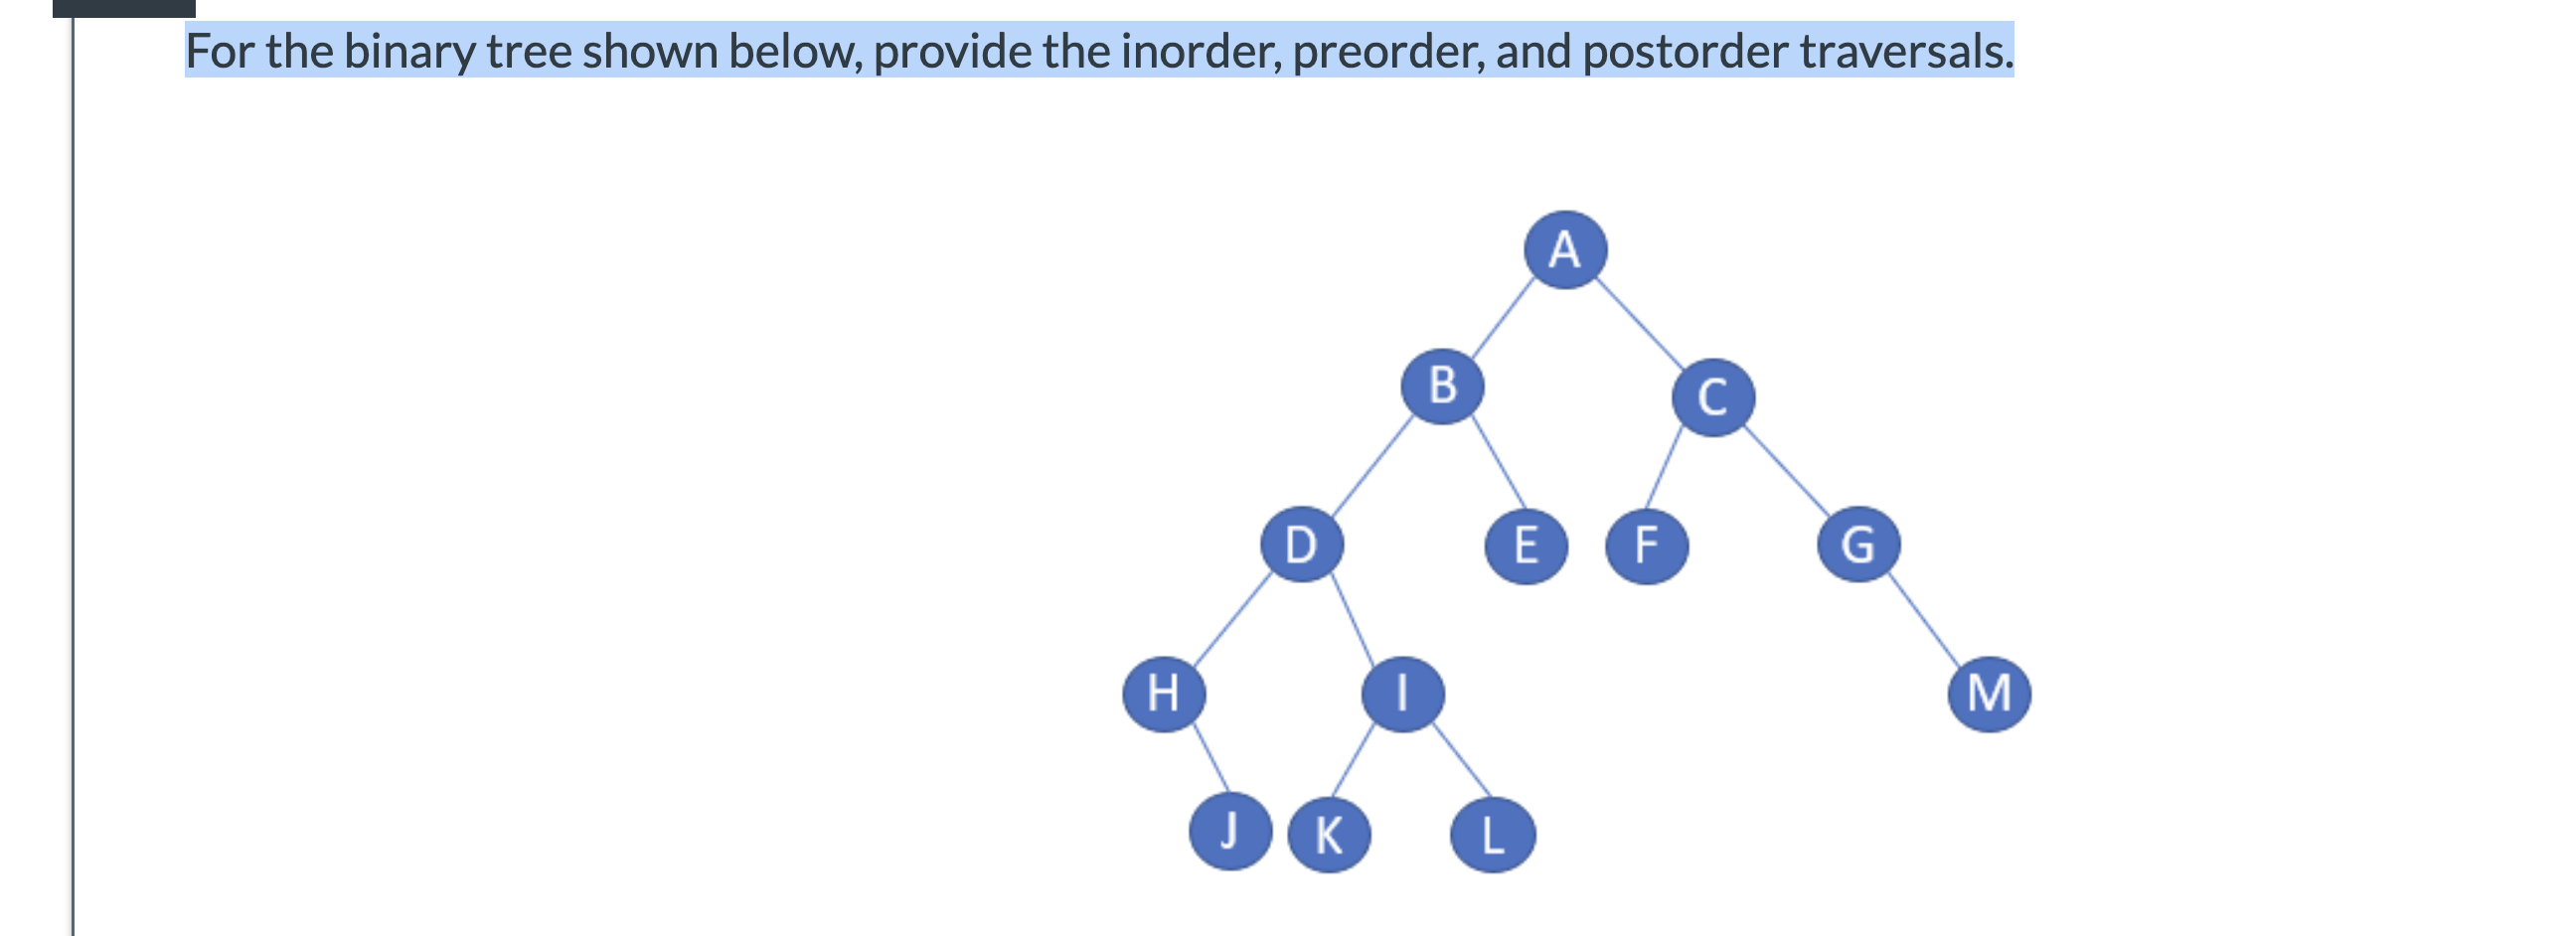 For the binary tree shown below, provide the inorder, preorder, and postorder traversals.
A
B
C
D
E
F
G
H
I
M
J
K
L